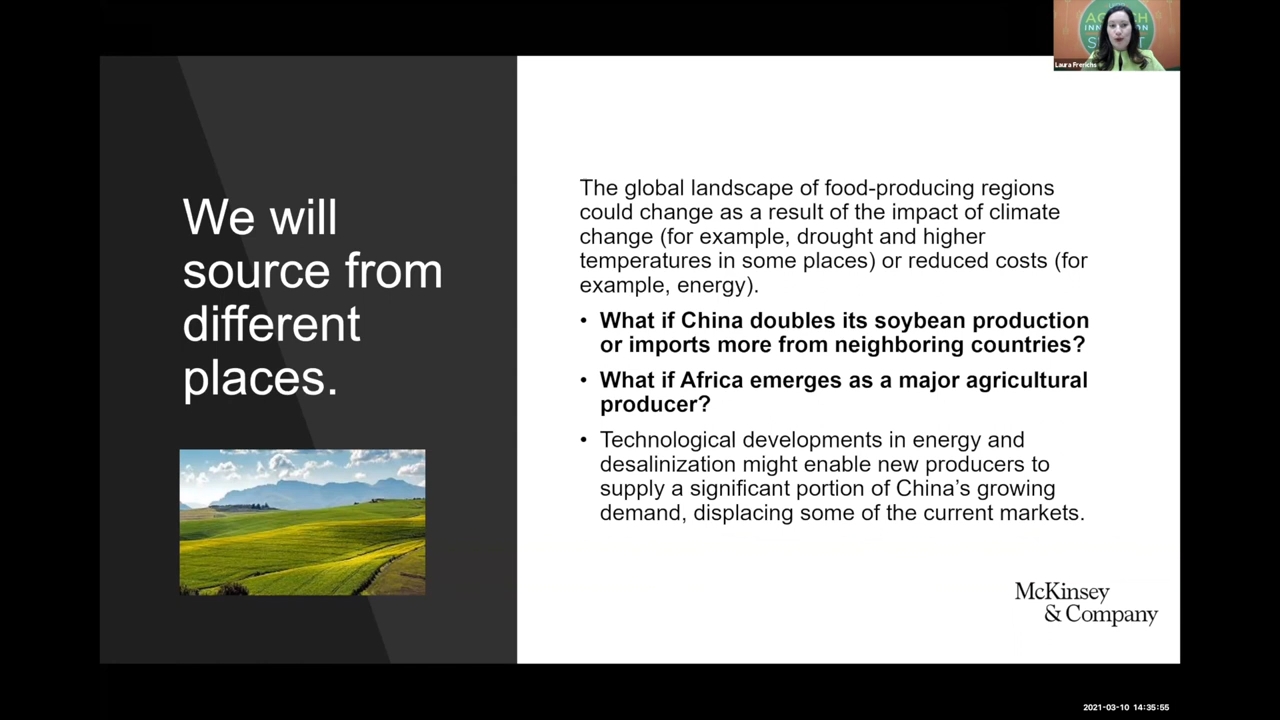 We will
source from
different
places.
The global landscape of food-producing regions
could change as a result of the impact of climate
change (for example, drought and higher
temperatures in some places) or reduced costs (for
example, energy).
• What if China doubles its soybean production
or imports more from neighboring countries?
• What if Africa emerges as a major agricultural
producer?
• Technological developments in energy and
desalinization might enable new producers to
supply a significant portion of China’s growing
demand, displacing some of the current markets.
McKinsey
& Company
Laura Frerichs
2021-03-10 14:35:55